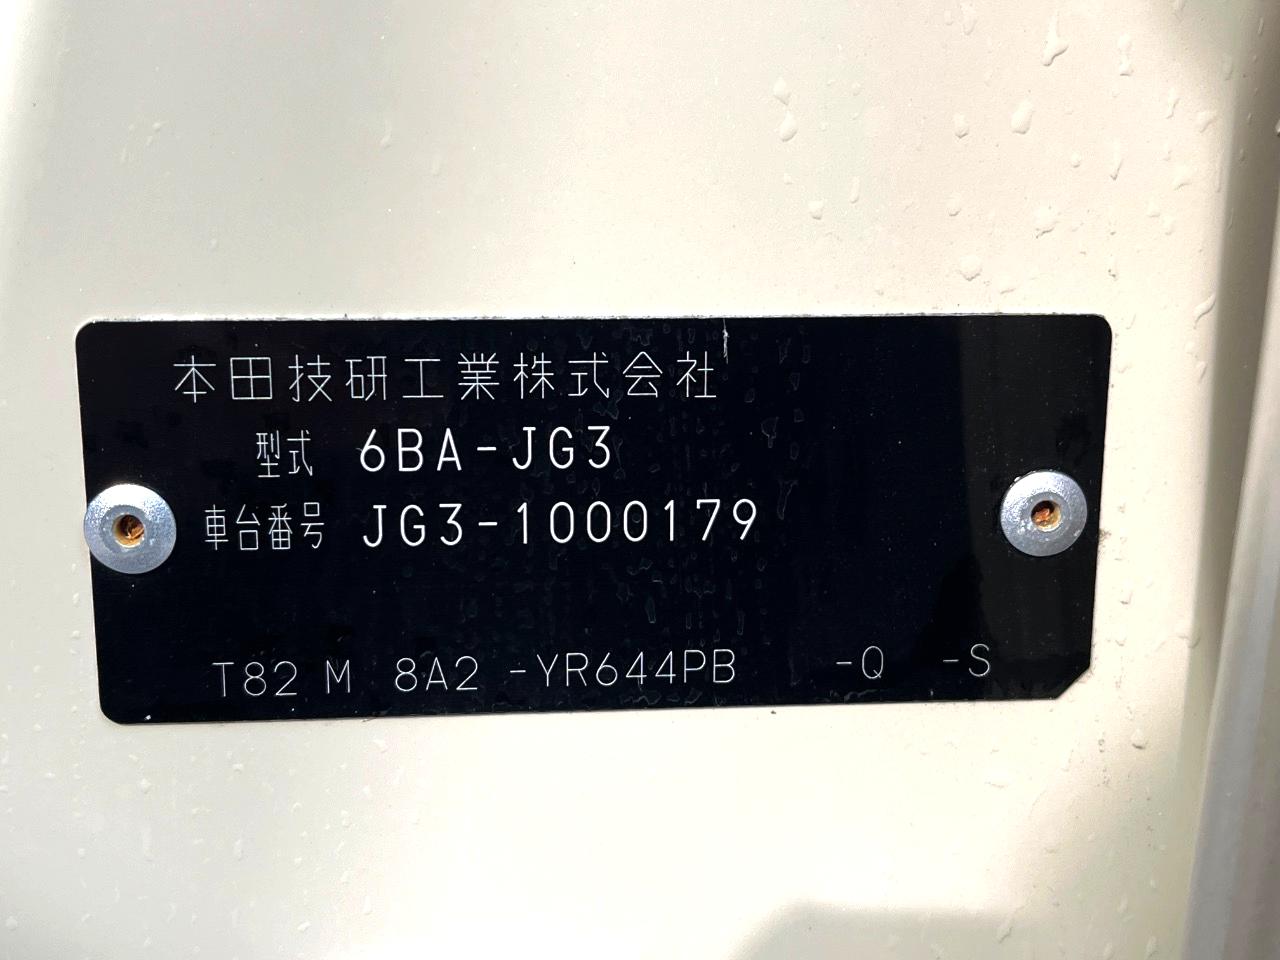 本田技研工業株式会社
型式 6BA-JG3
車台番号 JG3-1000179
T82 M 8A2 -YR644PB -Q -S